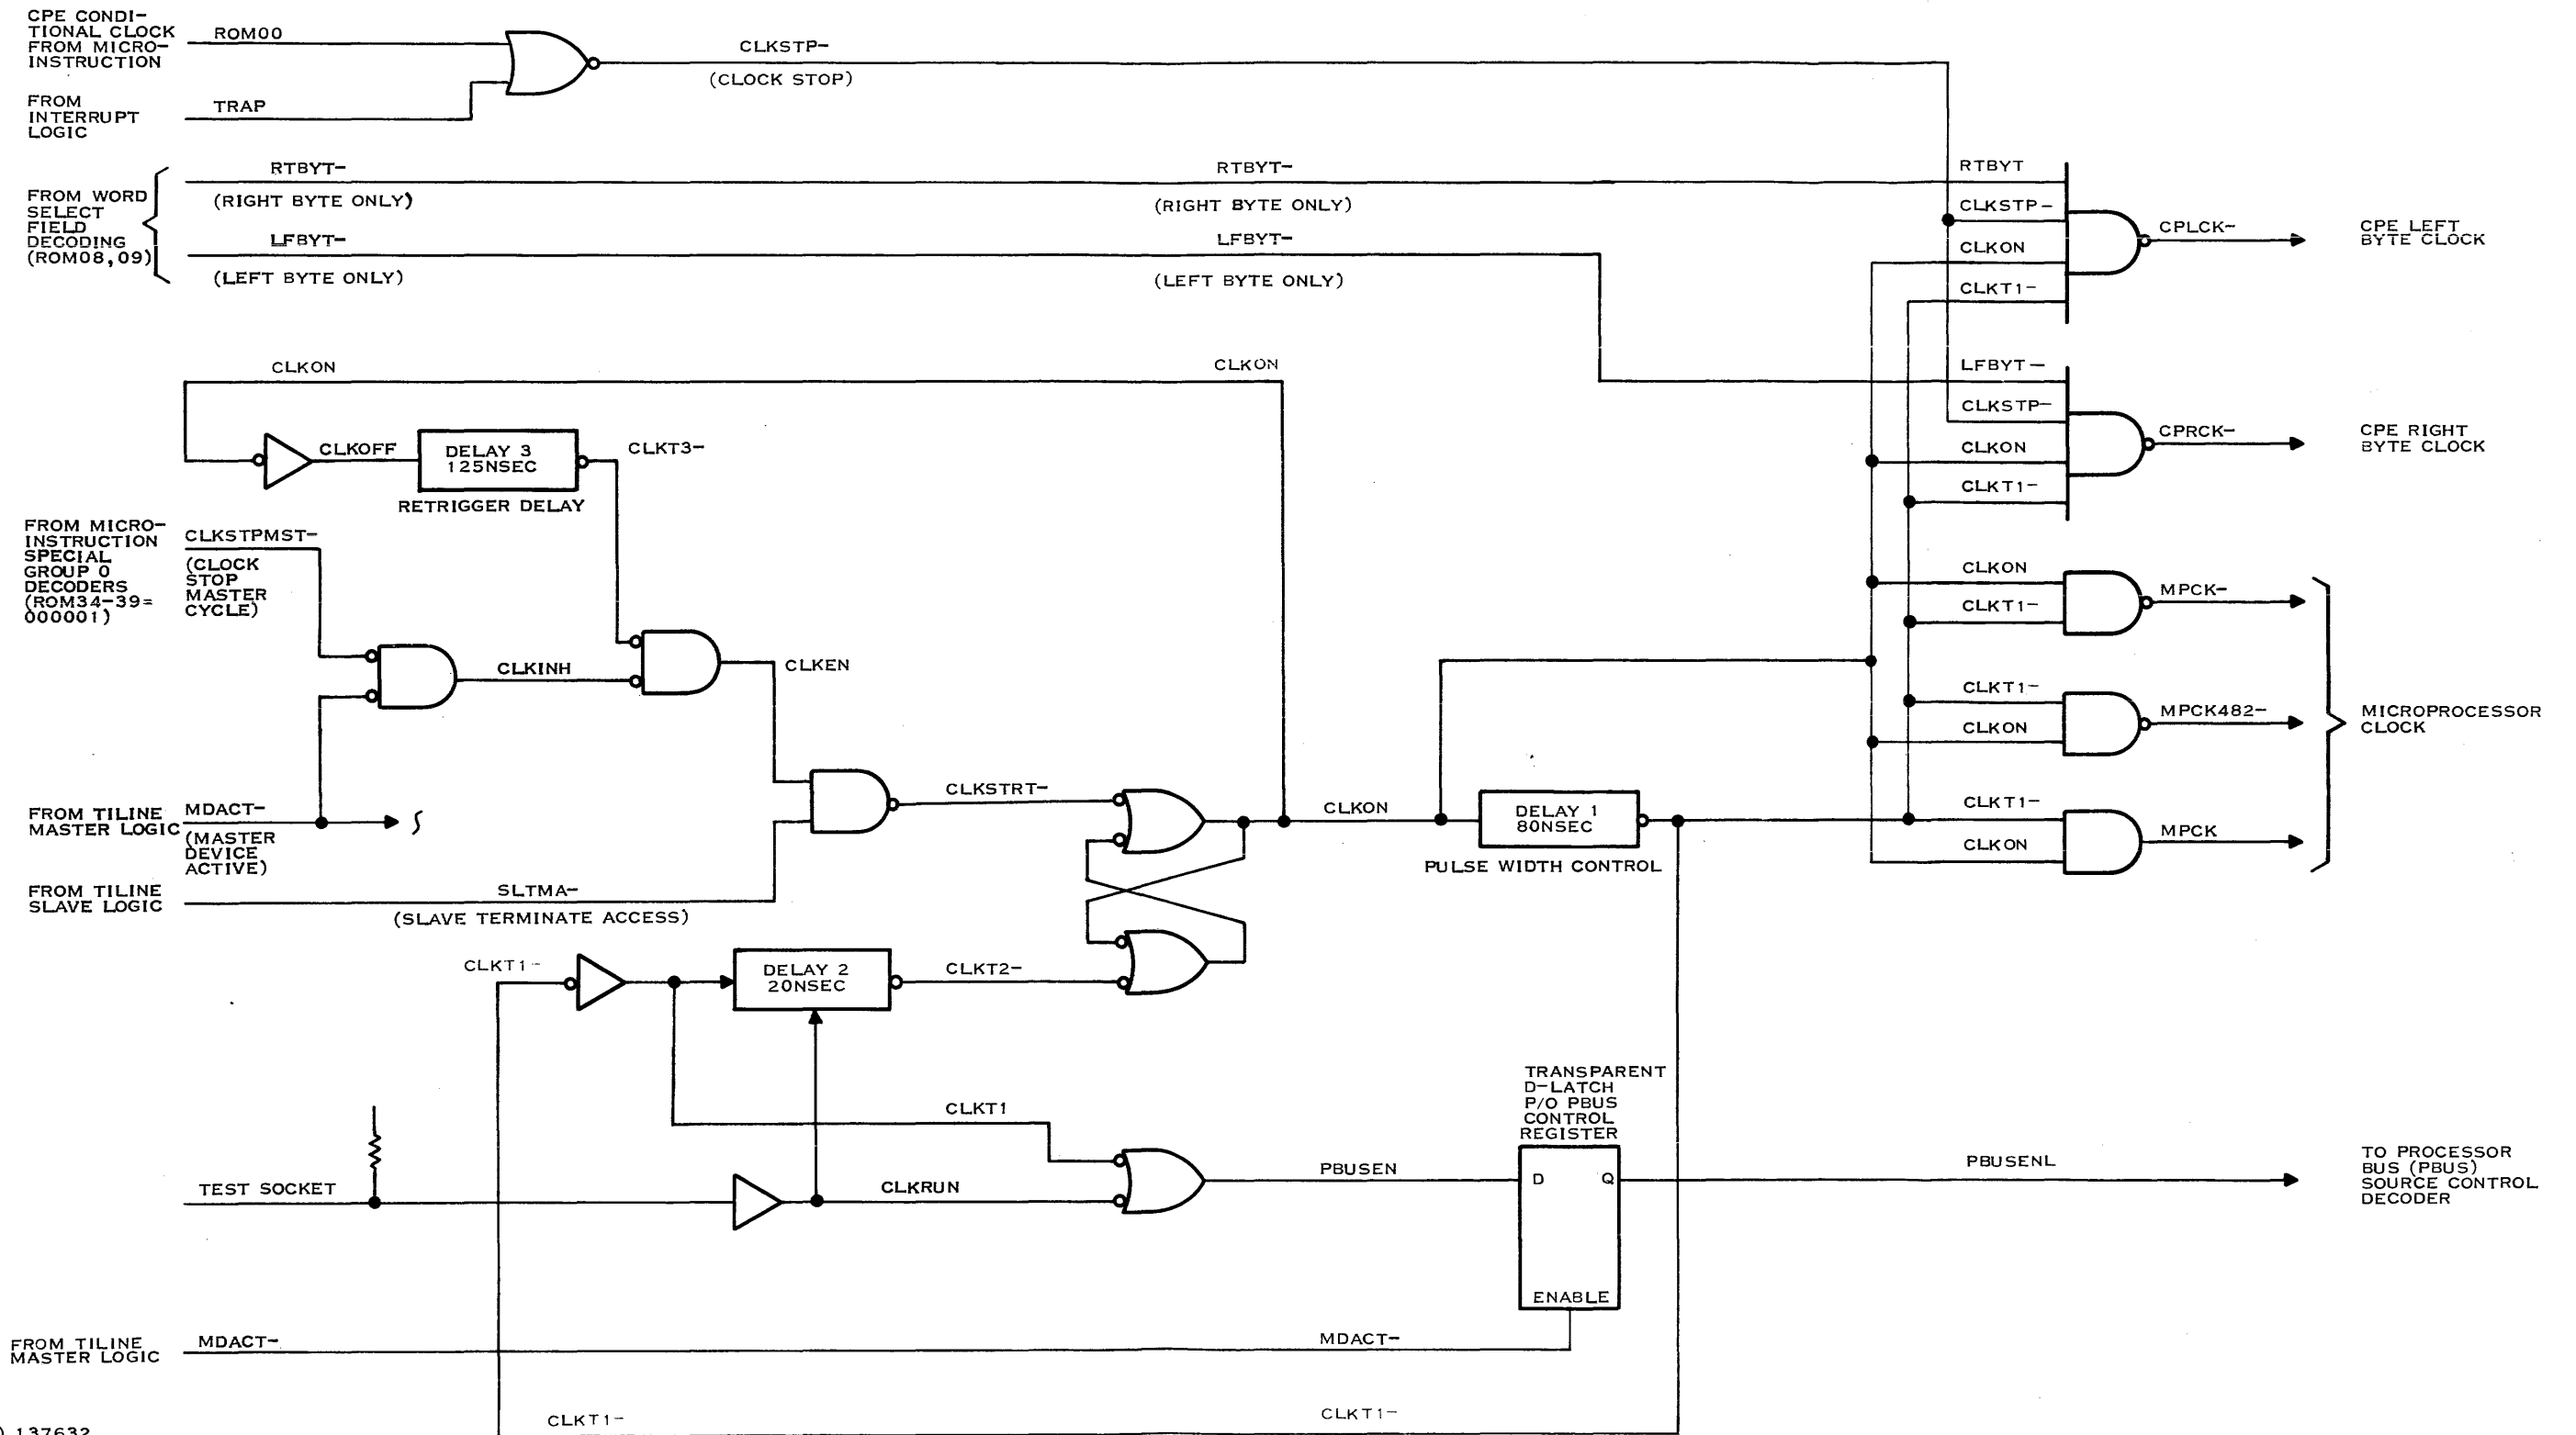 CPE CONDI-
TIONAL CLOCK
FROM MICRO-
INSTRUCTION
ROM00
CLKSTP-
(CLOCK STOP)
FROM
INTERRUPT
LOGIC
TRAP
FROM WORD
SELECT
FIELD
DECODING
(ROM08,09)
RTBYT-
(RIGHT BYTE ONLY)
LFBYT-
(LEFT BYTE ONLY)
RTBYT-
(RIGHT BYTE ONLY)
LFBYT-
(LEFT BYTE ONLY)
RTBYT
CLKSTP-
CLKON
CLKT1-
CPLCK-
CPE LEFT
BYTE CLOCK
LFBYT-
CLKSTP-
CLKON
CLKT1-
CPRCK-
CPE RIGHT
BYTE CLOCK
CLKON
CLKON
CLKOFF
DELAY 3
125NSEC
CLKT3-
RETRIGGER DELAY
FROM MICRO-
INSTRUCTION
SPECIAL
GROUP 0
DECODERS
(ROM34-39=
000001)
CLKSTPMST-
(CLOCK
STOP
MASTER
CYCLE)
CLKINH
CLKEN
CLKON
CLKT1-
MPCK-
CLKT1-
CLKON
MPCK482-
MICROPROCESSOR
CLOCK
CLKT1-
CLKON
MPCK
FROM TILINE
MASTER LOGIC
MDACT-
(MASTER
DEVICE
ACTIVE)
CLKSTRT-
CLKON
DELAY 1
80NSEC
PULSE WIDTH CONTROL
FROM TILINE
SLAVE LOGIC
SLTMA-
(SLAVE TERMINATE ACCESS)
CLKT1-
DELAY 2
20NSEC
CLKT2-
CLKT1
TRANSPARENT
D-LATCH
P/O PBUS
CONTROL
REGISTER
TEST SOCKET
CLKRUN
PBUSEN
D
Q
ENABLE
PBUSENL
TO PROCESSOR
BUS (PBUS)
SOURCE CONTROL
DECODER
FROM TILINE
MASTER LOGIC
MDACT-
MDACT-
CLKT1-
CLKT1-
) 137632